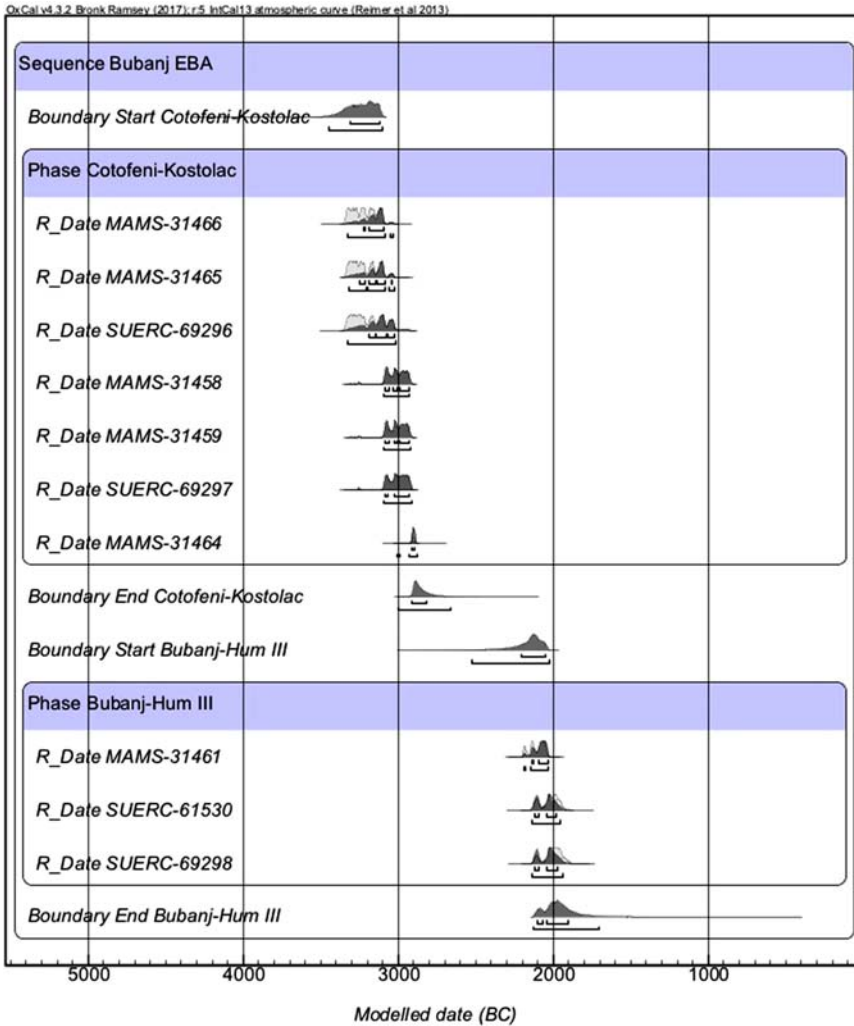 OxCal v4.3.2 Bronk Ramsey (2017); r:5 IntCal13 atmospheric curve (Reimer et al 2013)
Sequence Bubanj EBA
Boundary Start Cotofeni-Kostolac
Phase Cotofeni-Kostolac
R_Date MAMS-31466
R_Date MAMS-31465
R_Date SUERC-69296
R_Date MAMS-31458
R_Date MAMS-31459
R_Date SUERC-69297
R_Date MAMS-31464
Boundary End Cotofeni-Kostolac
Boundary Start Bubanj-Hum III
Phase Bubanj-Hum III
R_Date MAMS-31461
R_Date SUERC-61530
R_Date SUERC-69298
Boundary End Bubanj-Hum III
5000 4000 3000 2000 1000
Modelled date (BC)